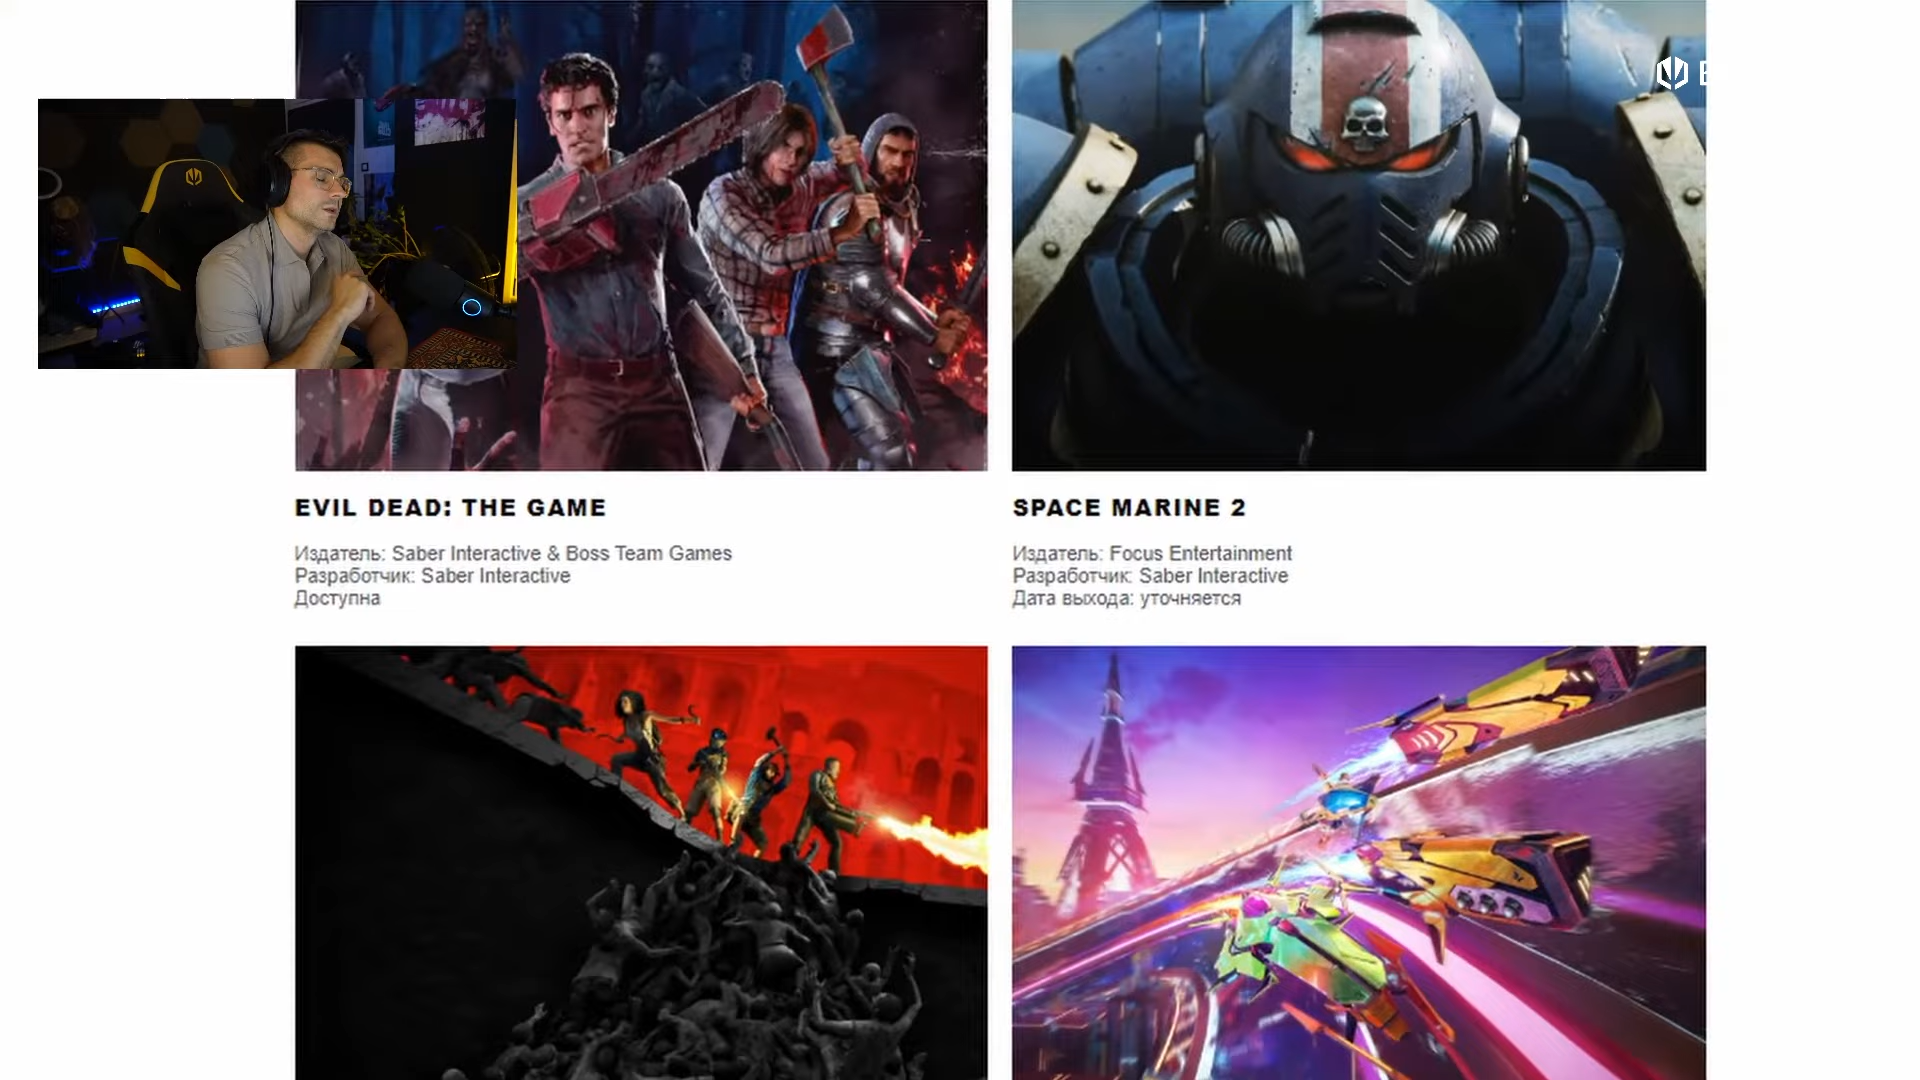 EVIL DEAD: THE GAME
Издатель: Saber Interactive & Boss Team Games
Разработчик: Saber Interactive
Доступна
SPACE MARINE 2
Издатель: Focus Entertainment
Разработчик: Saber Interactive
Дата выхода: уточняется